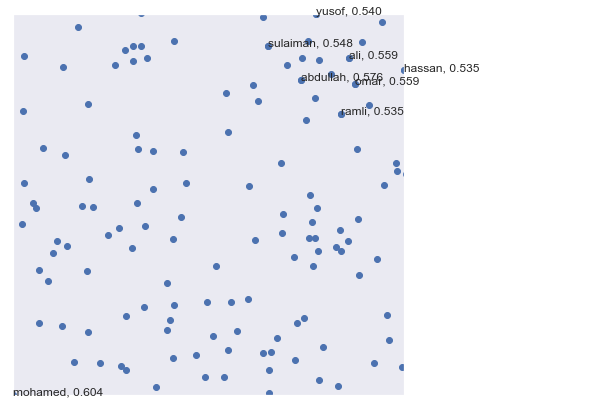 yusof, 0.540
sulaiman, 0.548
ali, 0.559
hassan, 0.535
abdullah, 0.576
omar, 0.559
ramli, 0.535
mohamed, 0.604